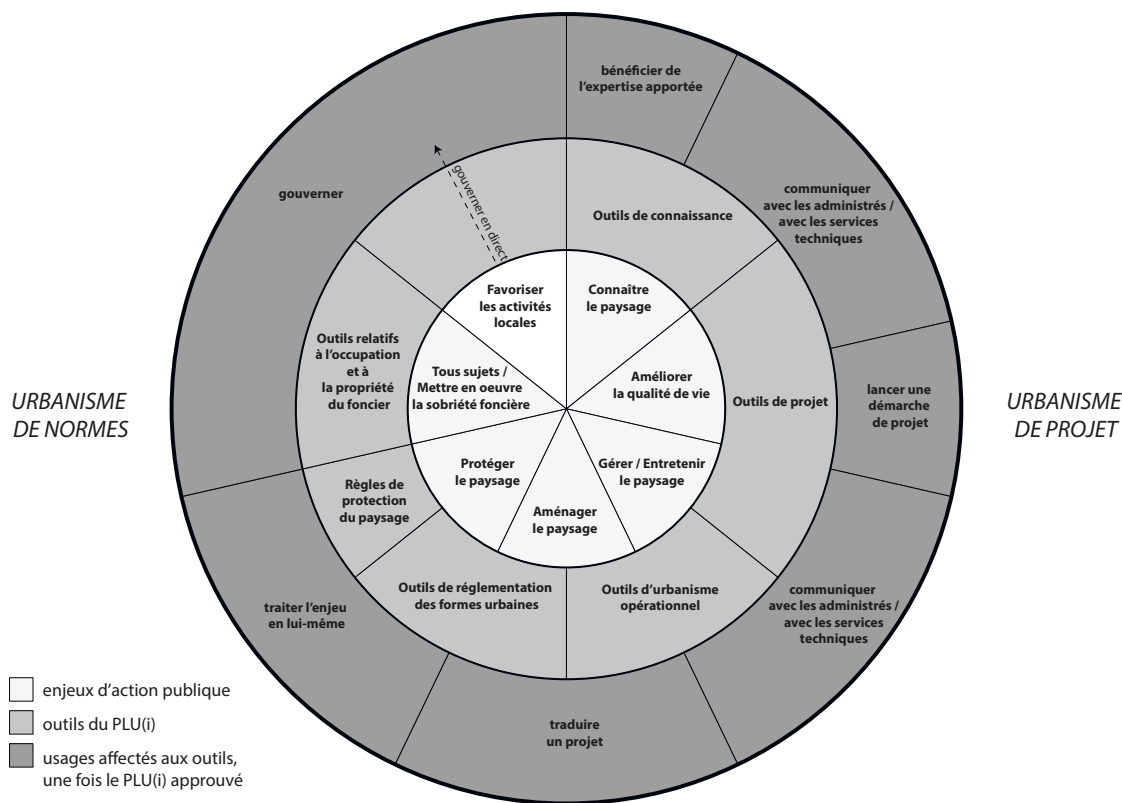 bénéficier de
l'expertise apportée
communiquer
avec les administrés /
avec les services
techniques
lancer une
démarche
de projet
communiquer
avec les administrés /
avec les services
techniques
traduire
un projet
traiter l'enjeu
en lui-même
gouverner
gouverner en direct
Outils de connaissance
Outils de projet
Outils d'urbanisme
opérationnel
Outils de réglementation
des formes urbaines
Règles de
protection
du paysage
Outils relatifs
à l'occupation
et à
la propriété
du foncier
Favoriser
les activités
locales
Connaître
le paysage
Améliorer
la qualité de vie
Gérer / Entretenir
le paysage
Aménager
le paysage
Protéger
le paysage
Tous sujets /
Mettre en oeuvre
la sobriété foncière
URBANISME
DE NORMES
URBANISME
DE PROJET
enjeux d'action publique
outils du PLU(i)
usages affectés aux outils,
une fois le PLU(i) approuvé